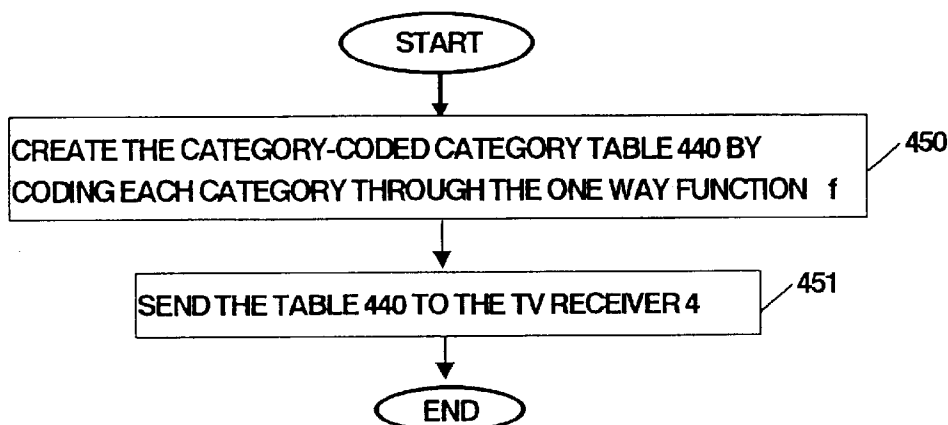 START
CREATE THE CATEGORY-CODED CATEGORY TABLE 440 BY
CODING EACH CATEGORY THROUGH THE ONE WAY FUNCTION f
450
SEND THE TABLE 440 TO THE TV RECEIVER 4
451
END